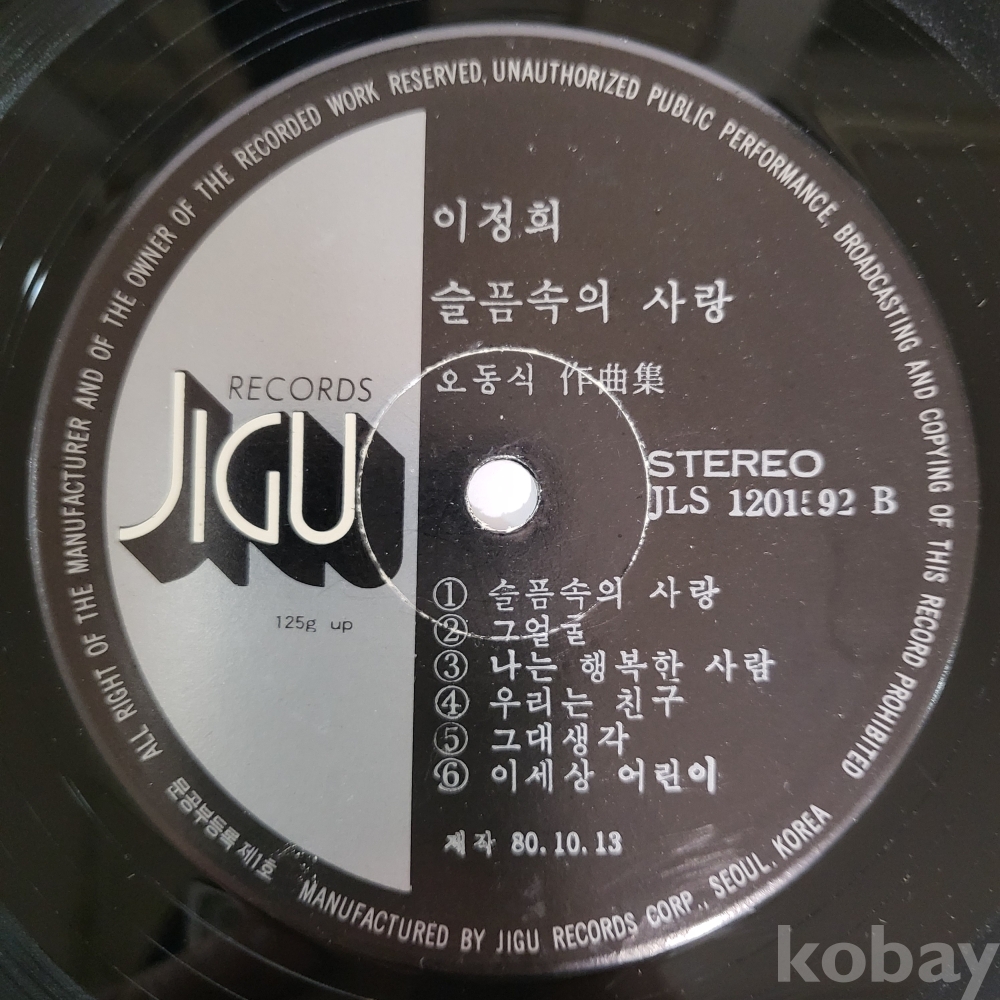 ALL RIGHT OF THE MANUFACTURER AND OF THE OWNER OF THE RECORDED WORK RESERVED, UNAUTHORIZED PUBLIC PERFORMANCE, BROADCASTING AND COPYING OF THIS RECORD PROHIBITED
이정희
슬픔속의 사랑
오동식 作曲集
RECORDS
JIGU
STEREO
JLS 1201592 B
125g up
① 슬픔속의 사랑
② 그얼굴
③ 나는 행복한 사람
④ 우리는 친구
⑤ 그대생각
⑥ 이세상 어린이
제작 80.10.13
문공부등록 제1호
MANUFACTURED BY JIGU RECORDS CORP., SEOUL, KOREA
kobay